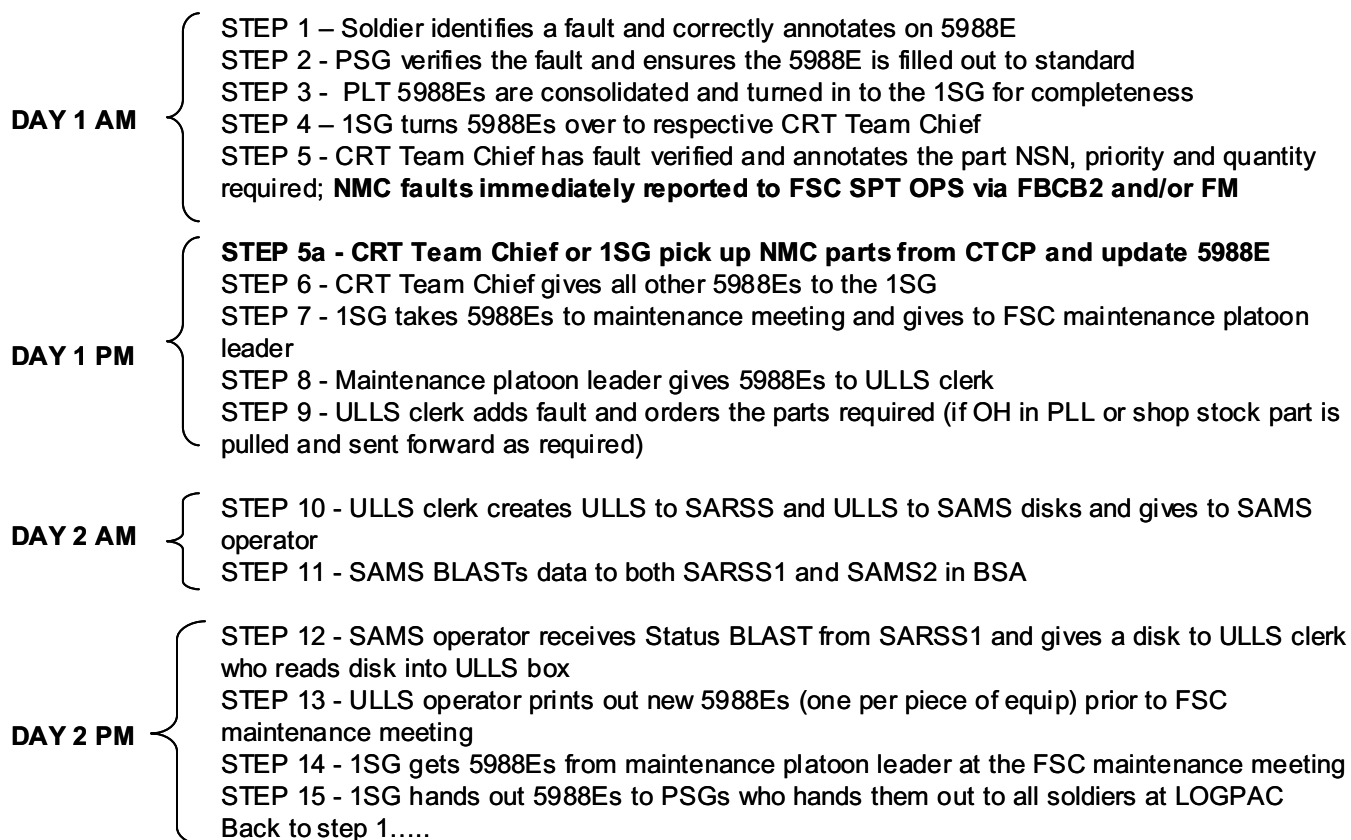 DAY 1 AM
STEP 1 – Soldier identifies a fault and correctly annotates on 5988E
STEP 2 - PSG verifies the fault and ensures the 5988E is filled out to standard
STEP 3 - PLT 5988Es are consolidated and turned in to the 1SG for completeness
STEP 4 – 1SG turns 5988Es over to respective CRT Team Chief
STEP 5 - CRT Team Chief has fault verified and annotates the part NSN, priority and quantity
required; NMC faults immediately reported to FSC SPT OPS via FBCB2 and/or FM
DAY 1 PM
STEP 5a - CRT Team Chief or 1SG pick up NMC parts from CTCP and update 5988E
STEP 6 - CRT Team Chief gives all other 5988Es to the 1SG
STEP 7 - 1SG takes 5988Es to maintenance meeting and gives to FSC maintenance platoon
leader
STEP 8 - Maintenance platoon leader gives 5988Es to ULLS clerk
STEP 9 - ULLS clerk adds fault and orders the parts required (if OH in PLL or shop stock part is
pulled and sent forward as required)
DAY 2 AM
STEP 10 - ULLS clerk creates ULLS to SARSS and ULLS to SAMS disks and gives to SAMS
operator
STEP 11 - SAMS BLASTs data to both SARSS1 and SAMS2 in BSA
DAY 2 PM
STEP 12 - SAMS operator receives Status BLAST from SARSS1 and gives a disk to ULLS clerk
who reads disk into ULLS box
STEP 13 - ULLS operator prints out new 5988Es (one per piece of equip) prior to FSC
maintenance meeting
STEP 14 - 1SG gets 5988Es from maintenance platoon leader at the FSC maintenance meeting
STEP 15 - 1SG hands out 5988Es to PSGs who hands them out to all soldiers at LOGPAC
Back to step 1.....